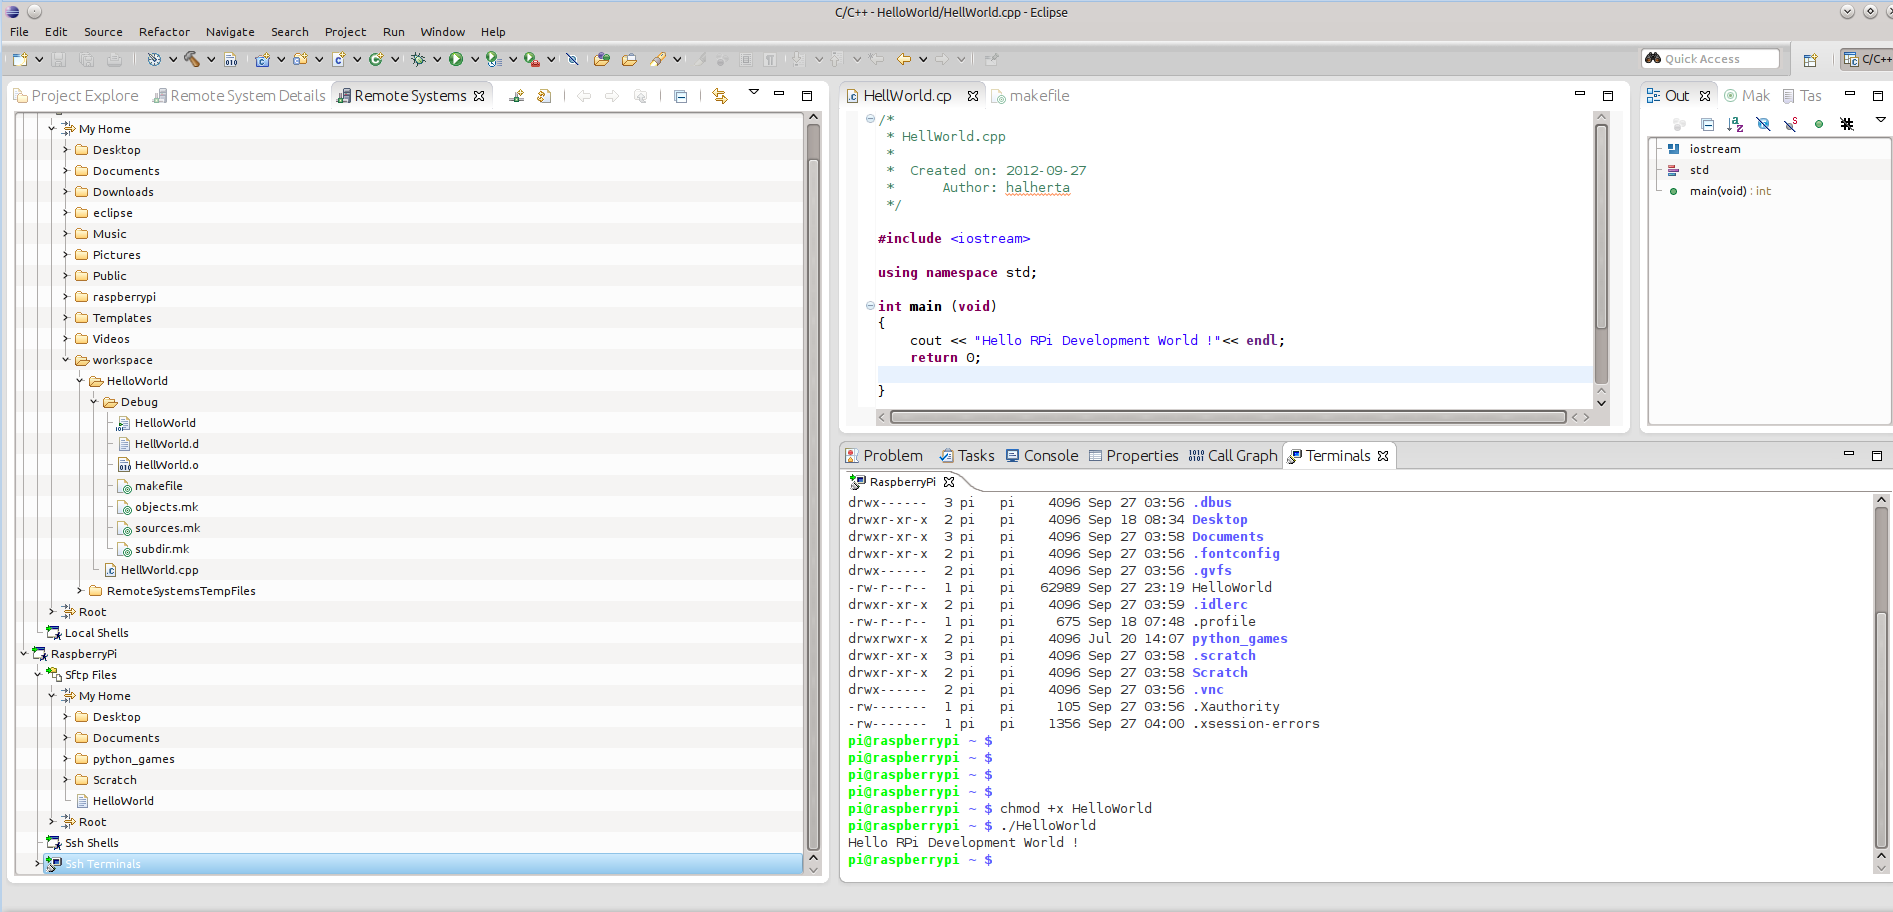 C/C++ - HelloWorld/HellWorld.cpp - Eclipse
File Edit Source Refactor Navigate Search Project Run Window Help
Quick Access
C/C++
Project Explore
Remote System Details
Remote Systems
My Home
Desktop
Documents
Downloads
eclipse
Music
Pictures
Public
raspberrypi
Templates
Videos
workspace
HelloWorld
Debug
HelloWorld
HellWorld.d
HellWorld.o
makefile
objects.mk
sources.mk
subdir.mk
HellWorld.cpp
RemoteSystemsTempFiles
Root
Local Shells
RaspberryPi
Sftp Files
My Home
Desktop
Documents
python_games
Scratch
HelloWorld
Root
Ssh Shells
Ssh Terminals
HellWorld.cp
makefile
/*
* HellWorld.cpp
*
* Created on: 2012-09-27
* Author: halherta
*/
#include <iostream>
using namespace std;
int main (void)
{
cout << "Hello RPi Development World !"<< endl;
return 0;
}
Out
Mak
Tas
iostream
std
main(void) : int
Problem
Tasks
Console
Properties
Call Graph
Terminals
RaspberryPi
drwx------ 3 pi pi 4096 Sep 27 03:56 .dbus
drwxr-xr-x 2 pi pi 4096 Sep 18 08:34 Desktop
drwxr-xr-x 3 pi pi 4096 Sep 27 03:58 Documents
drwxr-xr-x 2 pi pi 4096 Sep 27 03:56 .fontconfig
drwx------ 2 pi pi 4096 Sep 27 03:56 .gvfs
-rw-r--r-- 1 pi pi 62989 Sep 27 23:19 HelloWorld
drwxr-xr-x 2 pi pi 4096 Sep 27 03:59 .idlerc
-rw-r--r-- 1 pi pi 675 Sep 18 07:48 .profile
drwxrwxr-x 2 pi pi 4096 Jul 20 14:07 python_games
drwxr-xr-x 3 pi pi 4096 Sep 27 03:58 .scratch
drwxr-xr-x 2 pi pi 4096 Sep 27 03:58 Scratch
drwx------ 2 pi pi 4096 Sep 27 03:56 .vnc
-rw------- 1 pi pi 105 Sep 27 03:56 .Xauthority
-rw------- 1 pi pi 1356 Sep 27 04:00 .xsession-errors
pi@raspberrypi ~ $
pi@raspberrypi ~ $
pi@raspberrypi ~ $
pi@raspberrypi ~ $
pi@raspberrypi ~ $ chmod +x HelloWorld
pi@raspberrypi ~ $ ./HelloWorld
Hello RPi Development World !
pi@raspberrypi ~ $